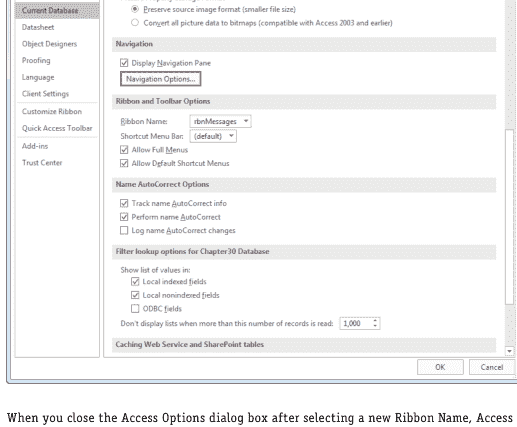 Current Database
Datasheet
Object Designers
Proofing
Language
Client Settings
Customize Ribbon
Quick Access Toolbar
Add-ins
Trust Center
Preserve source image format (smaller file size)
Convert all picture data to bitmaps (compatible with Access 2003 and earlier)
Navigation
Display Navigation Pane
Navigation Options...
Ribbon and Toolbar Options
Ribbon Name: rbnMessages
Shortcut Menu Bar: (default)
Allow Full Menus
Allow Default Shortcut Menus
Name AutoCorrect Options
Track name AutoCorrect info
Perform name AutoCorrect
Log name AutoCorrect changes
Filter lookup options for Chapter30 Database
Show list of values in:
Local indexed fields
Local nonindexed fields
ODBC fields
Don't display lists when more than this number of records is read: 1,000
Caching Web Service and SharePoint tables
OK Cancel
When you close the Access Options dialog box after selecting a new Ribbon Name, Access